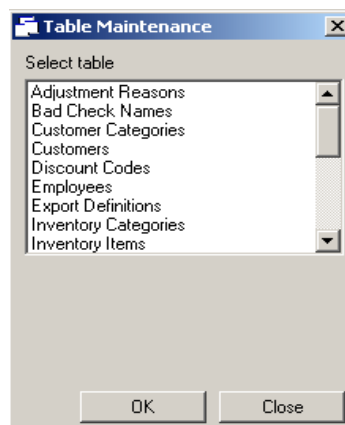 Table Maintenance
Select table
Adjustment Reasons
Bad Check Names
Customer Categories
Customers
Discount Codes
Employees
Export Definitions
Inventory Categories
Inventory Items
OK Close